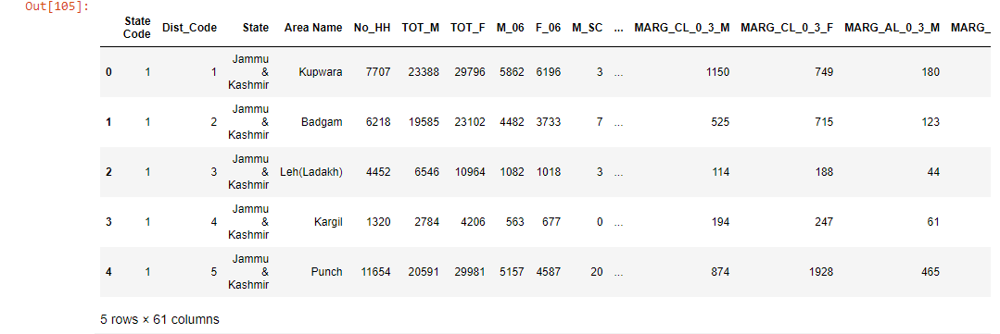 Out[105]:
State Code Dist_Code State Area Name No_HH TOT_M TOT_F M_06 F_06 M_SC ... MARG_CL_0_3_M MARG_CL_0_3_F MARG_AL_0_3_M MARG_
0 1 1 Jammu & Kashmir Kupwara 7707 23388 29796 5862 6196 3 ... 1150 749 180
1 1 2 Jammu & Kashmir Badgam 6218 19585 23102 4482 3733 7 ... 525 715 123
2 1 3 Jammu & Kashmir Leh(Ladakh) 4452 6546 10964 1082 1018 3 ... 114 188 44
3 1 4 Jammu & Kashmir Kargil 1320 2784 4206 563 677 0 ... 194 247 61
4 1 5 Jammu & Kashmir Punch 11654 20591 29981 5157 4587 20 ... 874 1928 465
5 rows × 61 columns